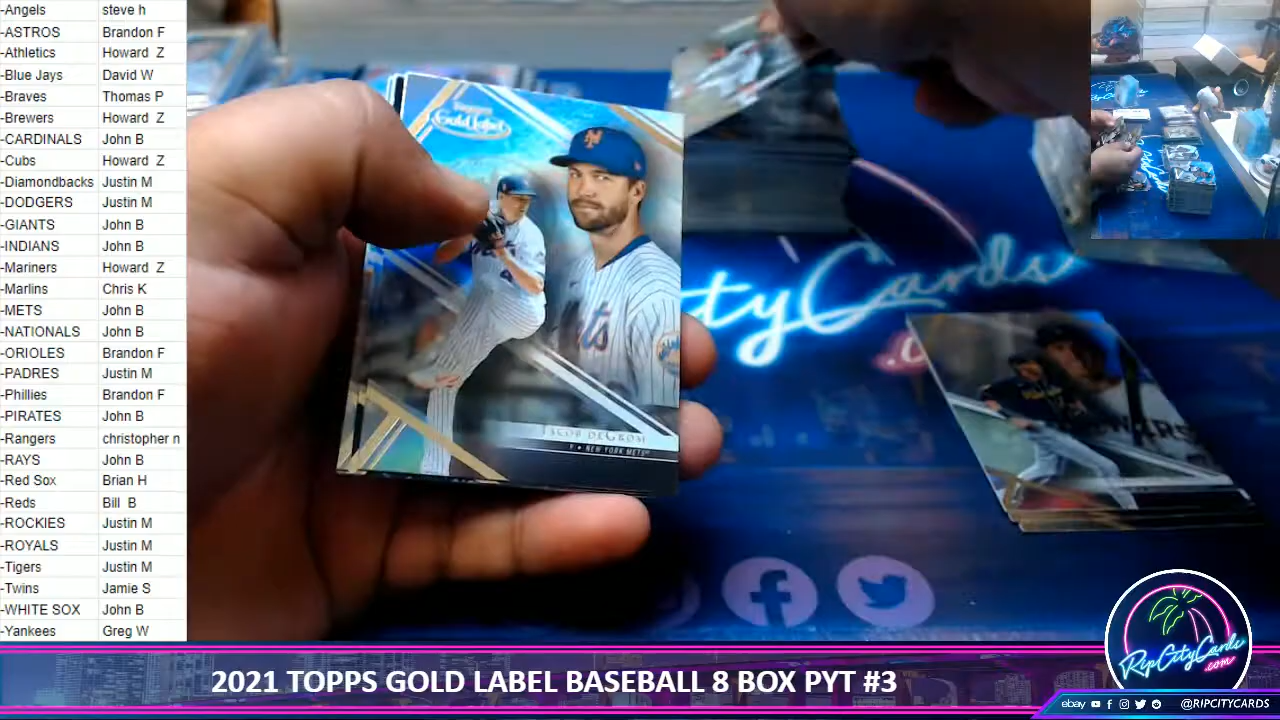 -Angels steve h
-ASTROS Brandon F
-Athletics Howard Z
-Blue Jays David W
-Braves Thomas P
-Brewers Howard Z
-CARDINALS John B
-Cubs Howard Z
-Diamondbacks Justin M
-DODGERS Justin M
-GIANTS John B
-INDIANS John B
-Mariners Howard Z
-Marlins Chris K
-METS John B
-NATIONALS John B
-ORIOLES Brandon F
-PADRES Justin M
-Phillies Brandon F
-PIRATES John B
-Rangers christopher n
-RAYS John B
-Red Sox Brian H
-Reds Bill B
-ROCKIES Justin M
-ROYALS Justin M
-Tigers Justin M
-Twins Jamie S
-WHITE SOX John B
-Yankees Greg W
Topps
Gold Label
Mets
JACOB DEGROM
P • NEW YORK METS
tyCards
.c
RipCityCards
.com
2021 TOPPS GOLD LABEL BASEBALL 8 BOX PYT #3
ebay @RIPCITYCARDS